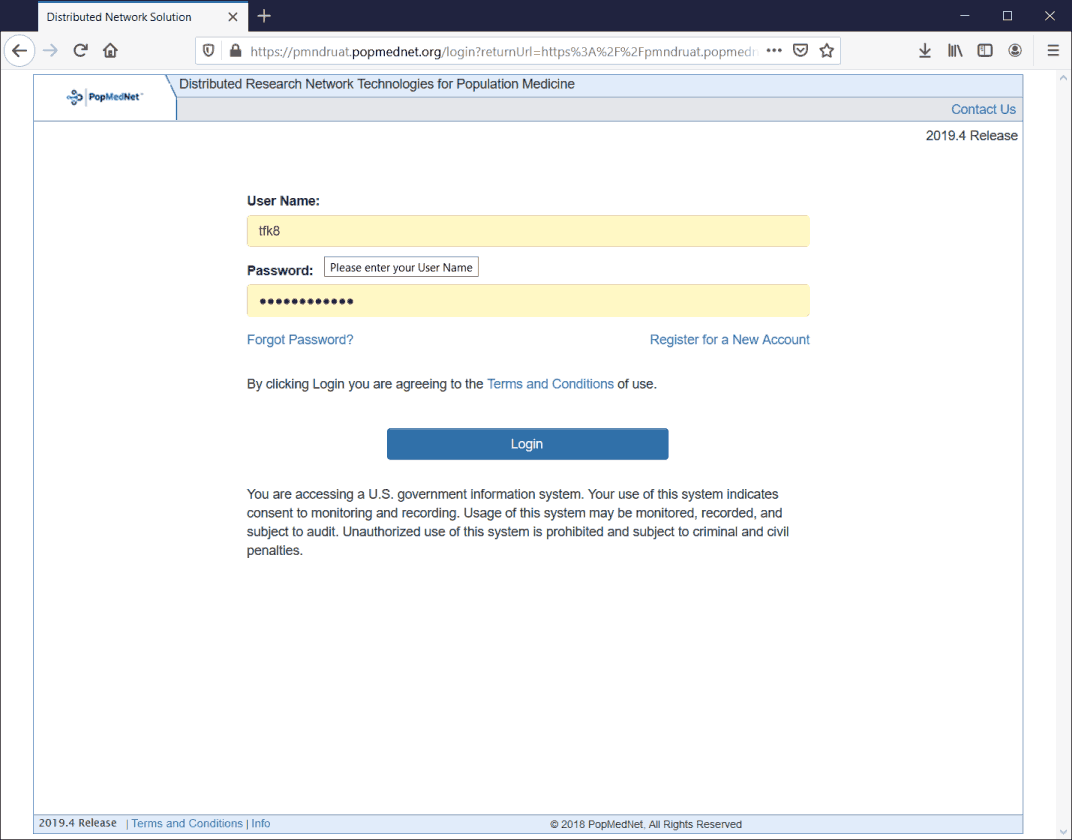 Distributed Network Solution
https://pmndruat.popmednet.org/login?returnUrl=https%3A%2F%2Fpmndruat.popmedn
PopMedNet™
Distributed Research Network Technologies for Population Medicine
Contact Us
2019.4 Release
User Name:
tfk8
Password:
Please enter your User Name
●●●●●●●●●●●●
Forgot Password?
Register for a New Account
By clicking Login you are agreeing to the Terms and Conditions of use.
Login
You are accessing a U.S. government information system. Your use of this system indicates
consent to monitoring and recording. Usage of this system may be monitored, recorded, and
subject to audit. Unauthorized use of this system is prohibited and subject to criminal and civil
penalties.
2019.4 Release | Terms and Conditions | Info
© 2018 PopMedNet, All Rights Reserved